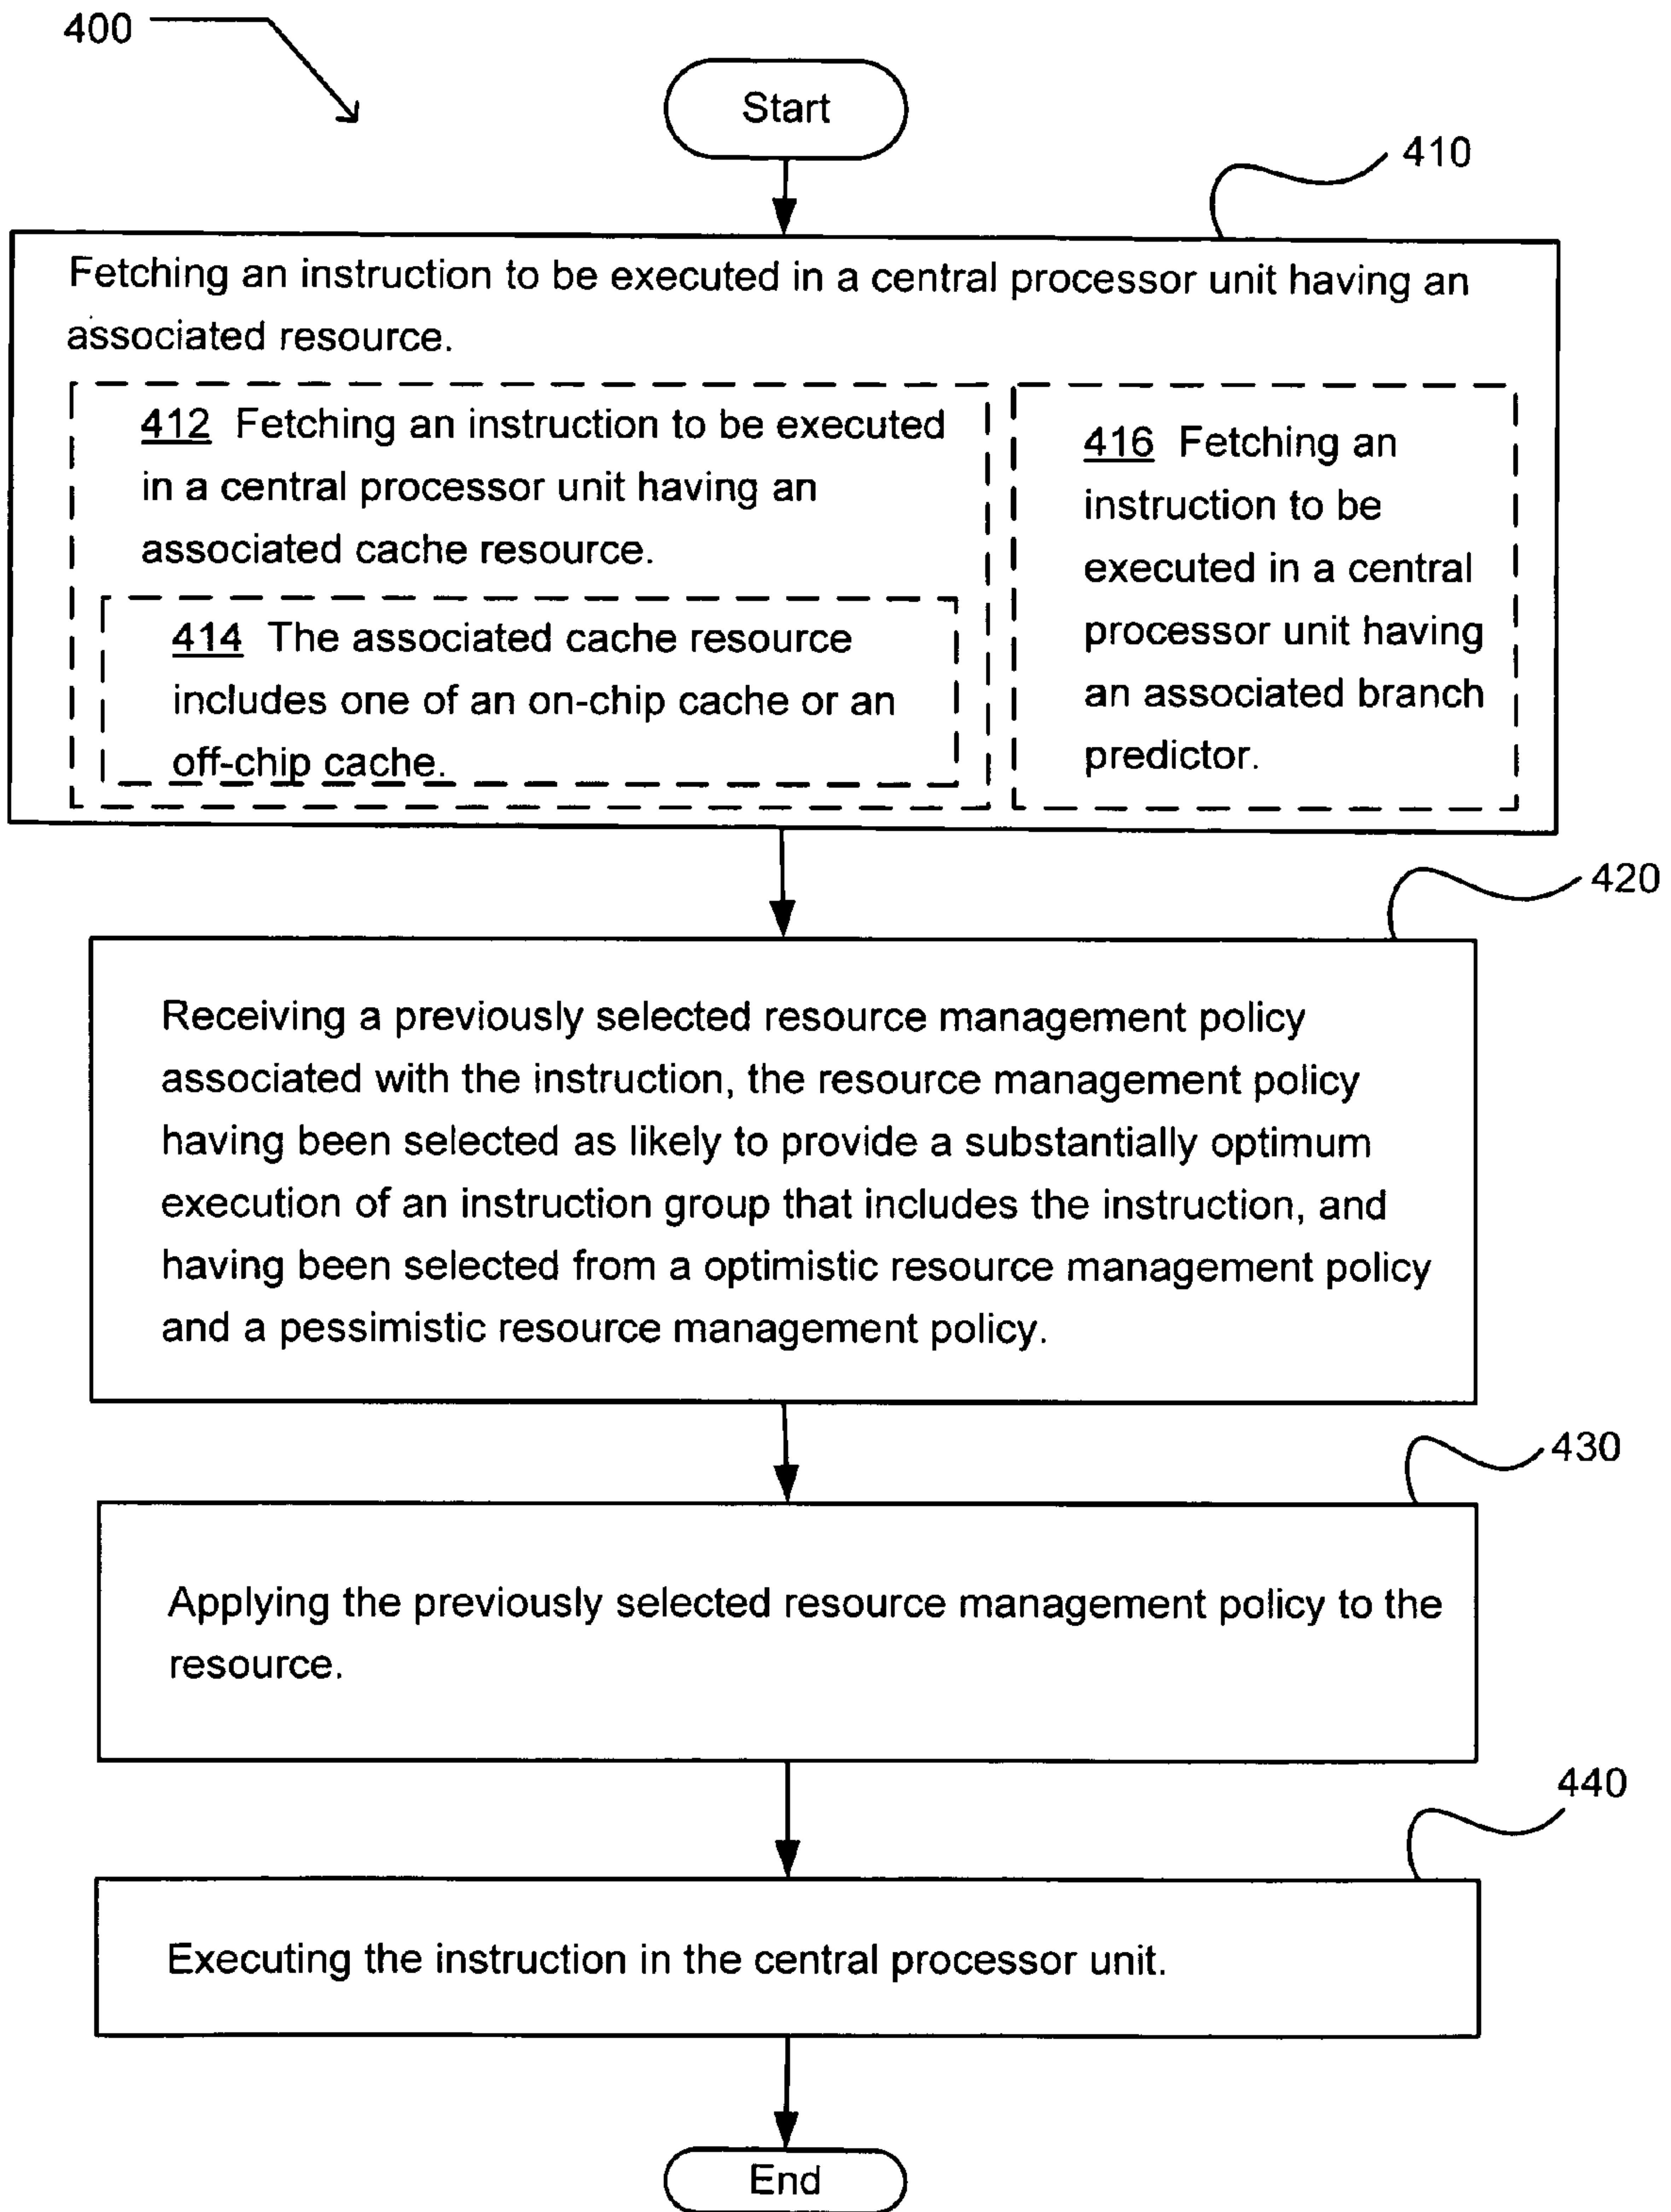 400
Start
410
Fetching an instruction to be executed in a central processor unit having an
associated resource.
412 Fetching an instruction to be executed
in a central processor unit having an
associated cache resource.
414 The associated cache resource
includes one of an on-chip cache or an
off-chip cache.
416 Fetching an
instruction to be
executed in a central
processor unit having
an associated branch
predictor.
420
Receiving a previously selected resource management policy
associated with the instruction, the resource management policy
having been selected as likely to provide a substantially optimum
execution of an instruction group that includes the instruction, and
having been selected from a optimistic resource management policy
and a pessimistic resource management policy.
430
Applying the previously selected resource management policy to the
resource.
440
Executing the instruction in the central processor unit.
End